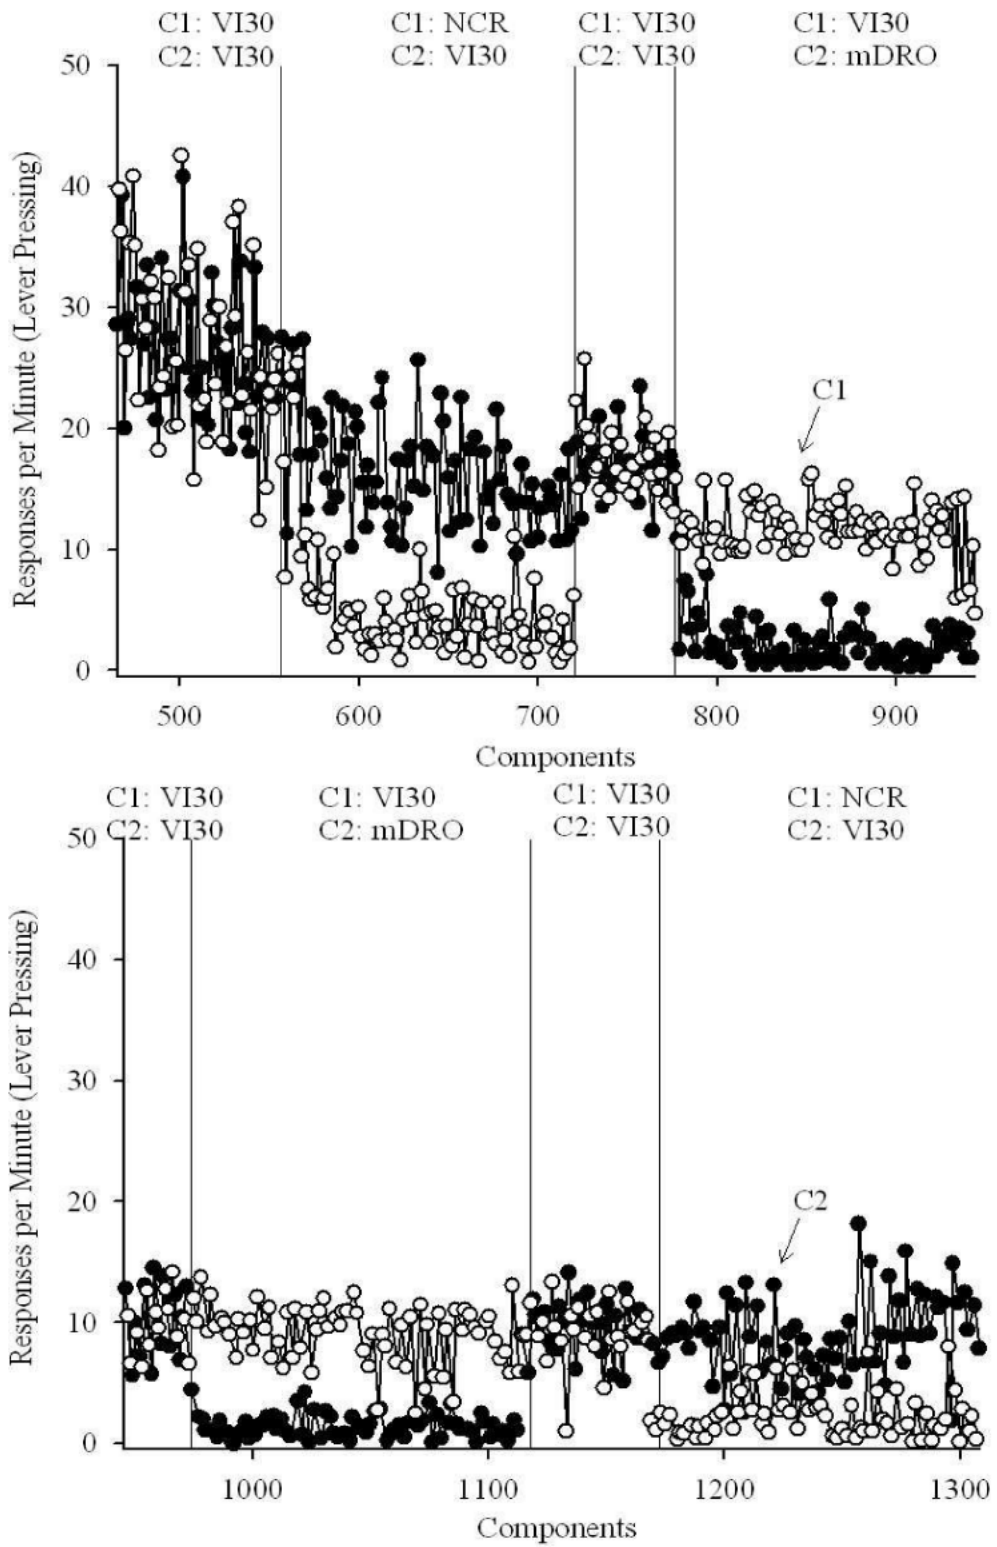 C1: VI30 C1: NCR C1: VI30 C1: VI30
C2: VI30 C2: VI30 C2: VI30 C2: mDRO
50
40
30
20
10
0
Responses per Minute (Lever Pressing)
C1
500 600 700 800 900
Components
C1: VI30 C1: VI30 C1: VI30 C1: NCR
C2: VI30 C2: mDRO C2: VI30 C2: VI30
50
40
30
20
10
0
Responses per Minute (Lever Pressing)
C2
1000 1100 1200 1300
Components